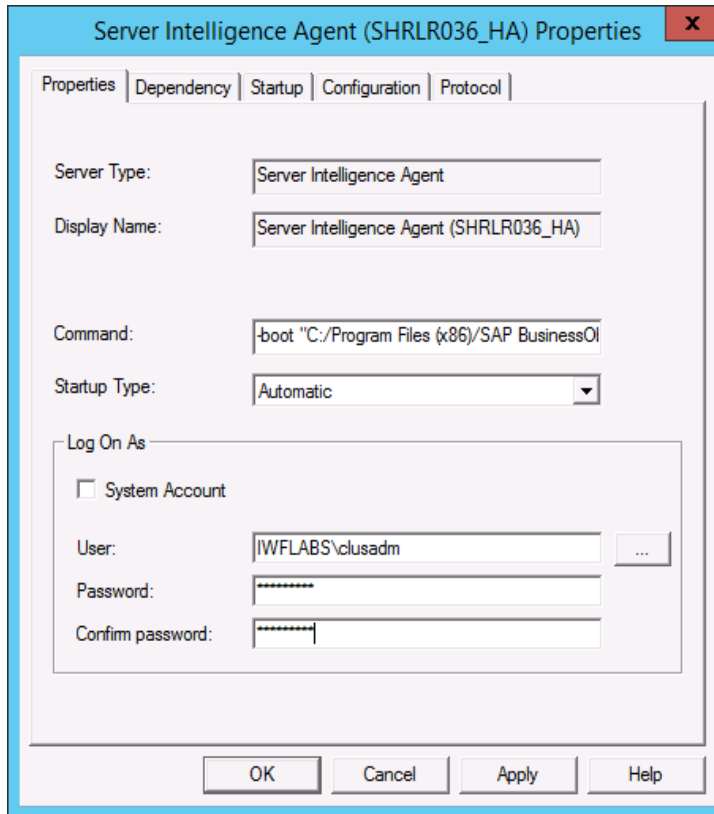 Server Intelligence Agent (SHRLR036_HA) Properties
x
Properties Dependency Startup Configuration Protocol
Server Type: Server Intelligence Agent
Display Name: Server Intelligence Agent (SHRLR036_HA)
Command: -boot "C:/Program Files (x86)/SAP BusinessOl
Startup Type: Automatic
Log On As
System Account
User: IWFLABS\clusadm ...
Password: *********
Confirm password: *********
OK Cancel Apply Help